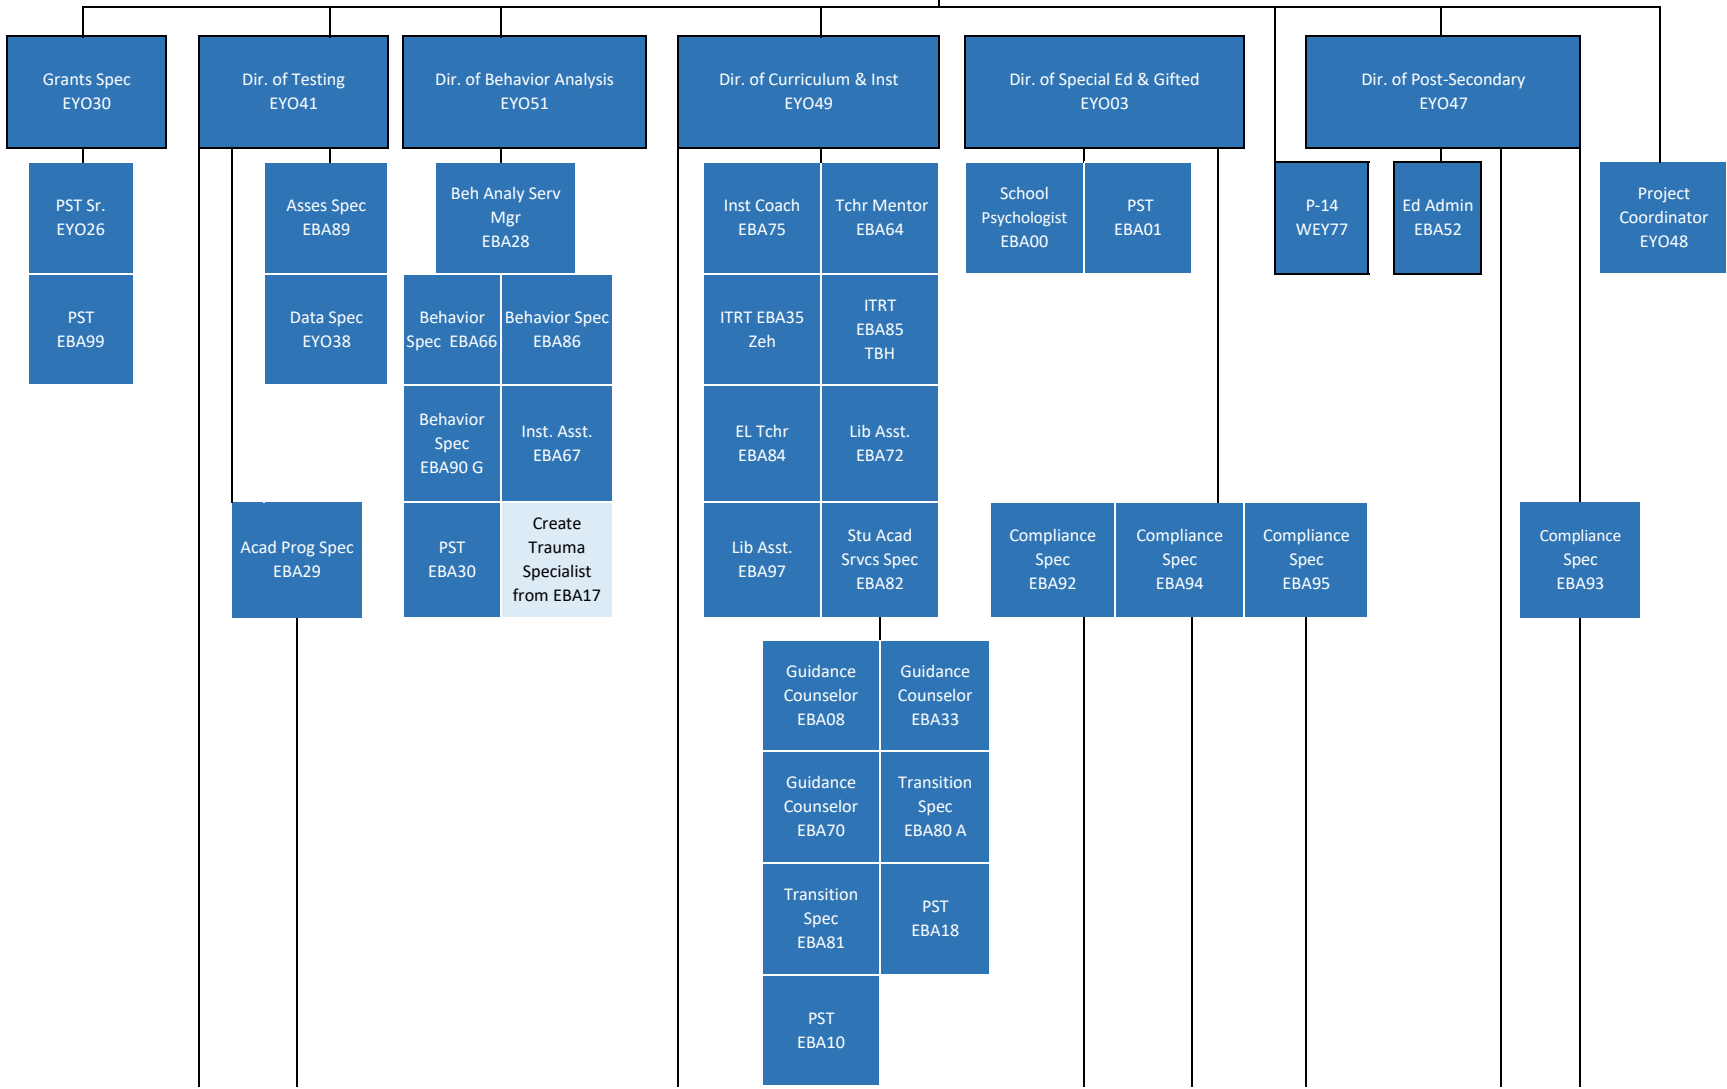 Grants Spec
EYO30
Dir. of Testing
EYO41
Dir. of Behavior Analysis
EYO51
Dir. of Curriculum & Inst
EYO49
Dir. of Special Ed & Gifted
EYO03
Dir. of Post-Secondary
EYO47
PST Sr.
EYO26
Asses Spec
EBA89
Beh Analy Serv
Mgr
EBA28
Inst Coach
EBA75
Tchr Mentor
EBA64
School
Psychologist
EBA00
PST
EBA01
P-14
WEY77
Ed Admin
EBA52
Project
Coordinator
EYO48
PST
EBA99
Data Spec
EYO38
Behavior
Spec EBA66
Behavior Spec
EBA86
ITRT EBA35
Zeh
ITRT
EBA85
TBH
Behavior
Spec
EBA90 G
Inst. Asst.
EBA67
EL Tchr
EBA84
Lib Asst.
EBA72
Acad Prog Spec
EBA29
PST
EBA30
Create
Trauma
Specialist
from EBA17
Lib Asst.
EBA97
Stu Acad
Srvcs Spec
EBA82
Compliance
Spec
EBA92
Compliance
Spec
EBA94
Compliance
Spec
EBA95
Compliance
Spec
EBA93
Guidance
Counselor
EBA08
Guidance
Counselor
EBA33
Guidance
Counselor
EBA70
Transition
Spec
EBA80 A
Transition
Spec
EBA81
PST
EBA18
PST
EBA10